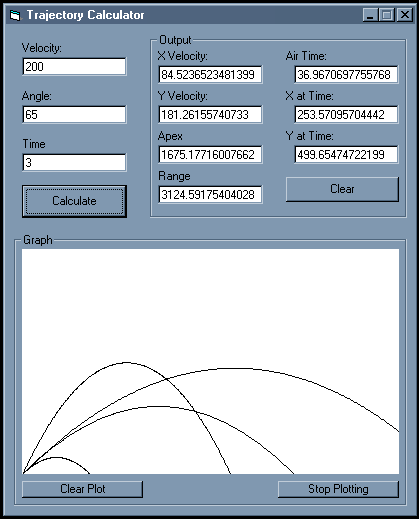 Trajectory Calculator
Velocity:
200
Angle:
65
Time
3
Calculate
Output
X Velocity:
84.5236523481399
Y Velocity:
181.26155740733
Apex
1675.17716007662
Range
3124.59175404028
Air Time:
36.9670697755768
X at Time:
253.57095704442
Y at Time:
499.65474722199
Clear
Graph
Clear Plot
Stop Plotting